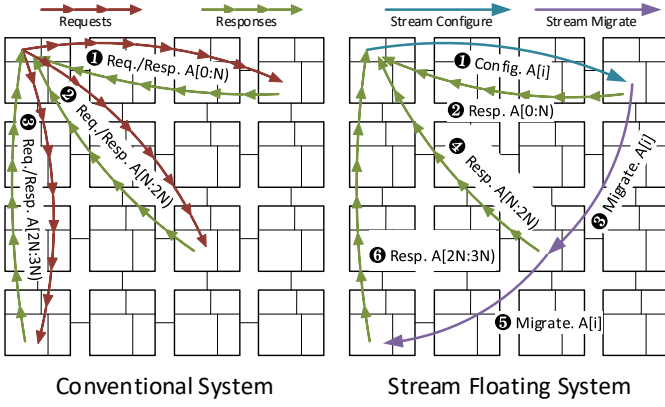 Requests
Responses
Stream Configure
Stream Migrate
❶ Req./Resp. A[0:N)
❷ Req./Resp. A[N:2N)
❸ Req./Resp. A[2N:3N)
❶ Config. A[i]
❷ Resp. A[0:N)
❸ Migrate. A[i]
❹ Resp. A[N:2N)
❺ Migrate. A[i]
❻ Resp. A[2N:3N)
Conventional System
Stream Floating System